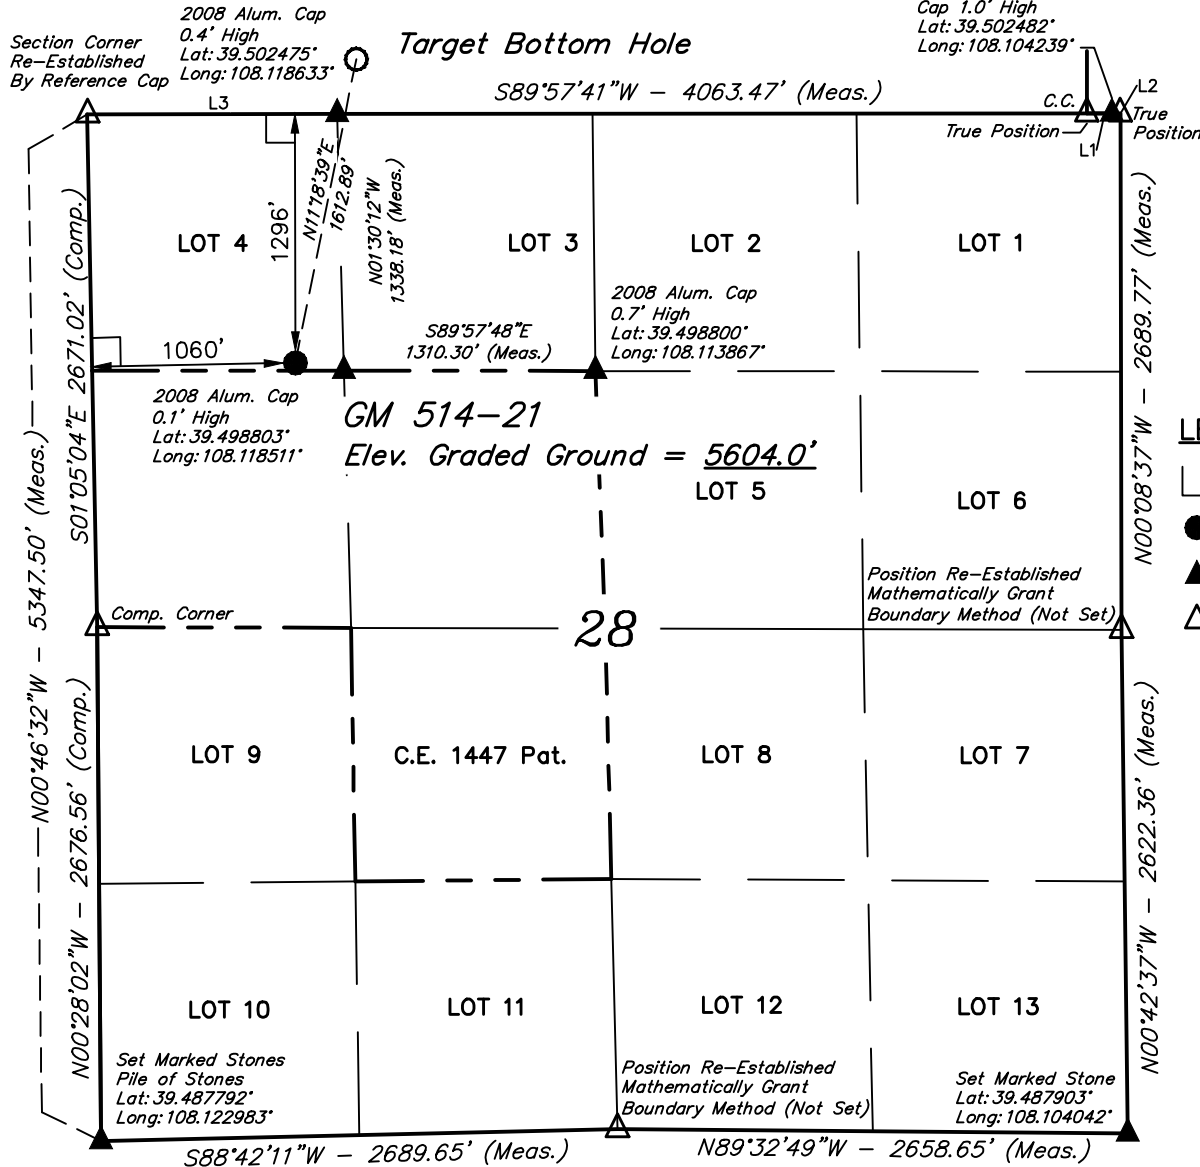 2008 Alum. Cap
0.4' High
Lat: 39.502475°
Long: 108.118633°
Section Corner
Re-Established
By Reference Cap
Target Bottom Hole
Cap 1.0' High
Lat: 39.502482°
Long: 108.104239°
L3
S89°57'41"W - 4063.47' (Meas.)
C.C.
L2
True
Position
True Position
L1
N11°18'39"E
1612.89'
N01°30'12"W
1338.18' (Meas.)
1296'
LOT 4
LOT 3
LOT 2
LOT 1
S01°05'04"E 2671.02' (Comp.)
N00°08'37"W - 2689.77' (Meas.)
2008 Alum. Cap
0.7' High
Lat: 39.498800°
Long: 108.113867°
S89°57'48"E
1310.30' (Meas.)
1060'
2008 Alum. Cap
0.1' High
Lat: 39.498803°
Long: 108.118511°
GM 514-21
Elev. Graded Ground = 5604.0'
LOT 5
LOT 6
N00°46'32"W - 5347.50' (Meas.)
Position Re-Established
Mathematically Grant
Boundary Method (Not Set)
Comp. Corner
28
LOT 9
C.E. 1447 Pat.
LOT 8
LOT 7
N00°28'02"W - 2676.56' (Comp.)
N00°42'37"W - 2622.36' (Meas.)
LOT 10
LOT 11
LOT 12
LOT 13
Set Marked Stones
Pile of Stones
Lat: 39.487792°
Long: 108.122983°
Position Re-Established
Mathematically Grant
Boundary Method (Not Set)
Set Marked Stone
Lat: 39.487903°
Long: 108.104042°
S88°42'11"W - 2689.65' (Meas.)
N89°32'49"W - 2658.65' (Meas.)